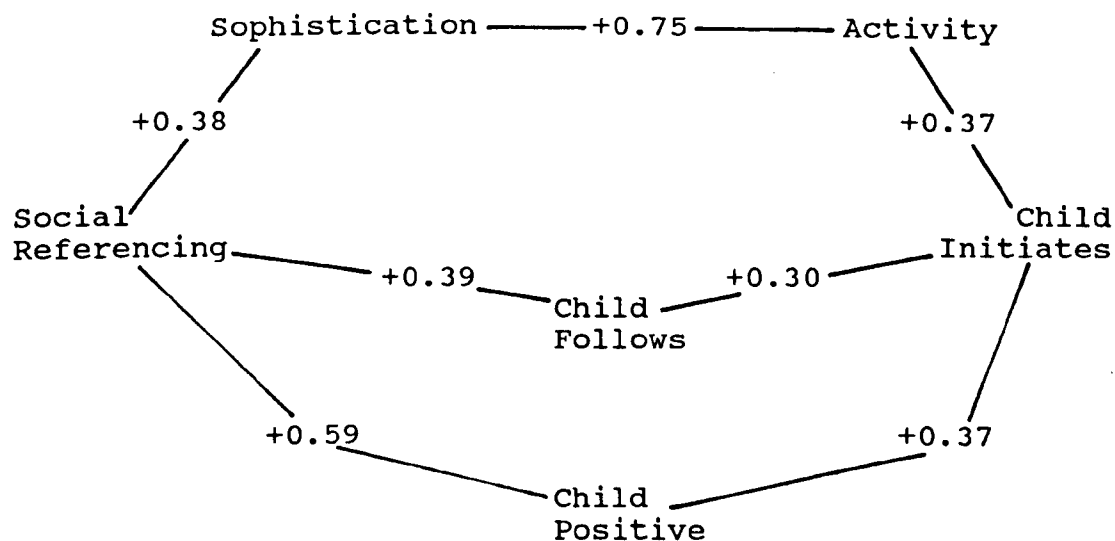 Sophistication +0.75 Activity
+0.38 +0.37
Social Child
Referencing Initiates
+0.39 +0.30
Child
Follows
+0.59 +0.37
Child
Positive